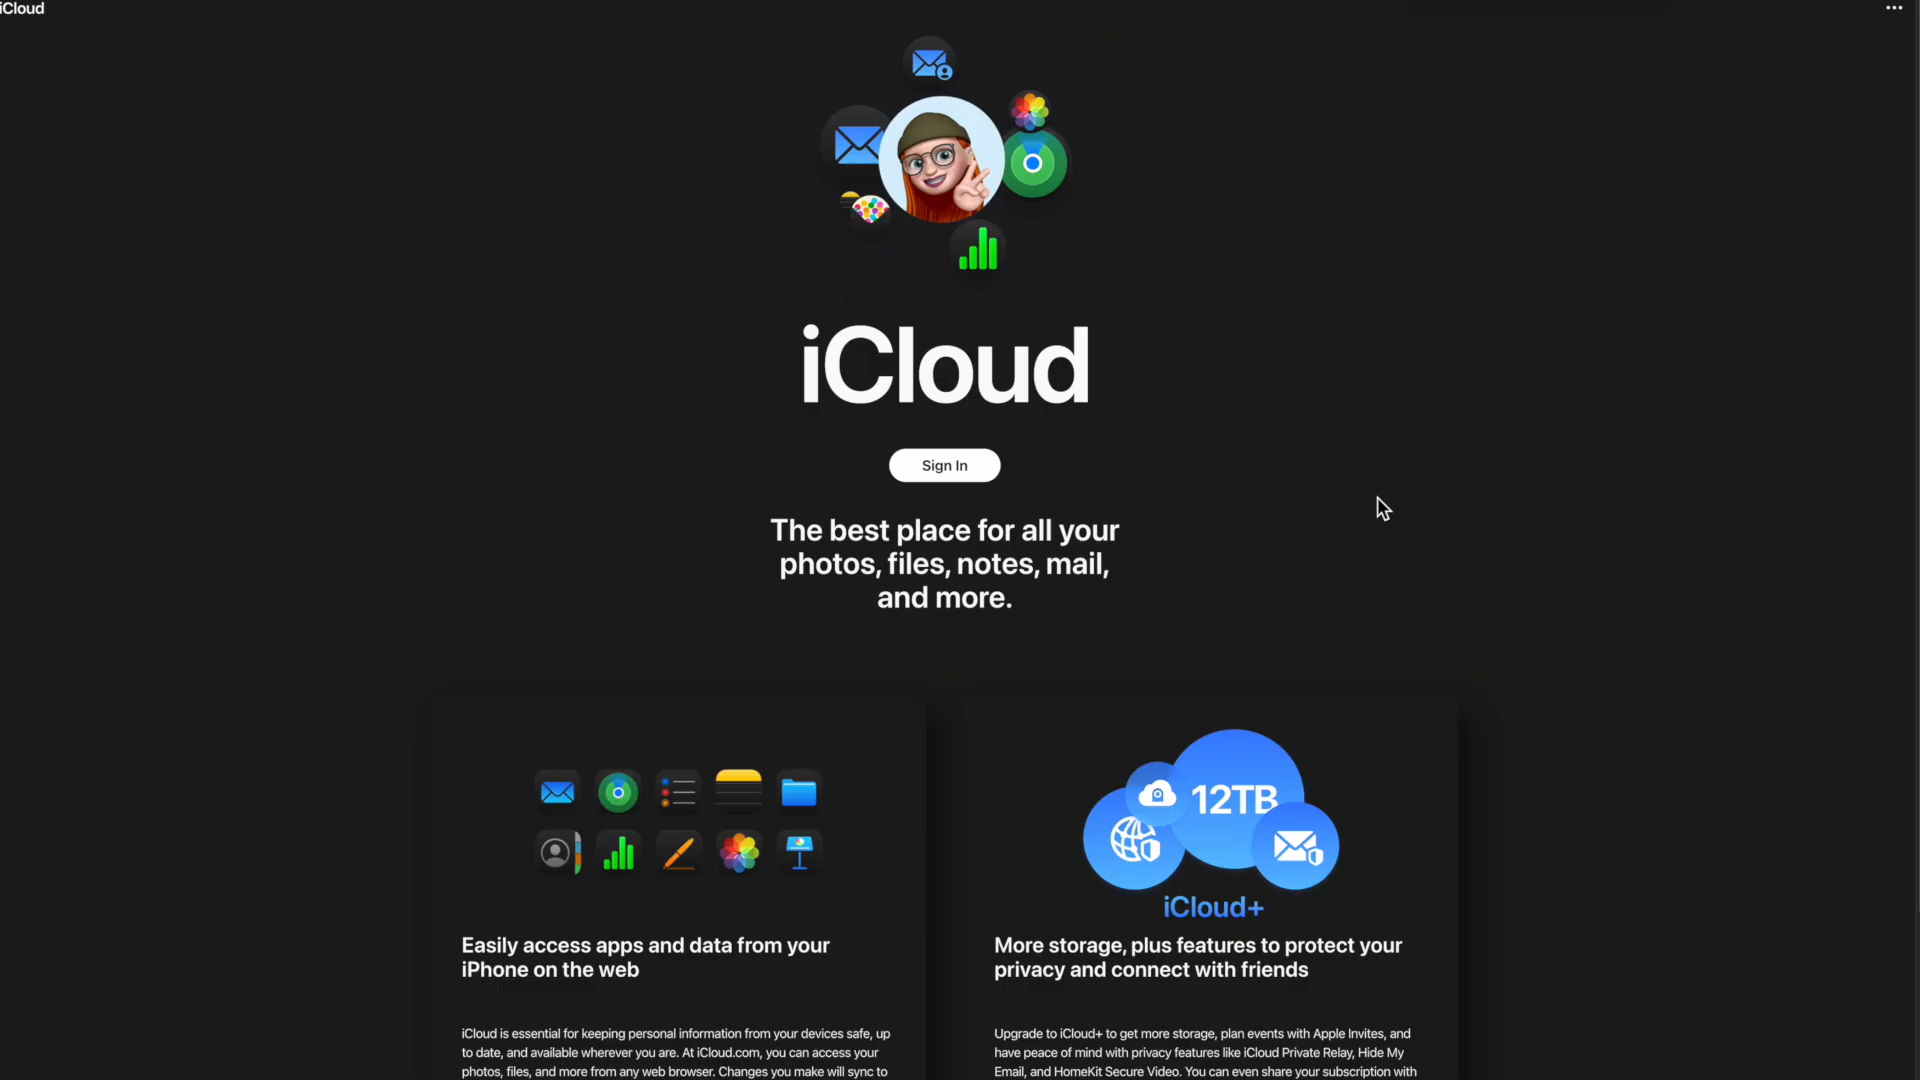 iCloud
iCloud
Sign In
The best place for all your
photos, files, notes, mail,
and more.
12TB
iCloud+
Easily access apps and data from your
iPhone on the web
iCloud is essential for keeping personal information from your devices safe, up
to date, and available wherever you are. At iCloud.com, you can access your
photos, files, and more from any web browser. Changes you make will sync to
More storage, plus features to protect your
privacy and connect with friends
Upgrade to iCloud+ to get more storage, plan events with Apple Invites, and
have peace of mind with privacy features like iCloud Private Relay, Hide My
Email, and HomeKit Secure Video. You can even share your subscription with